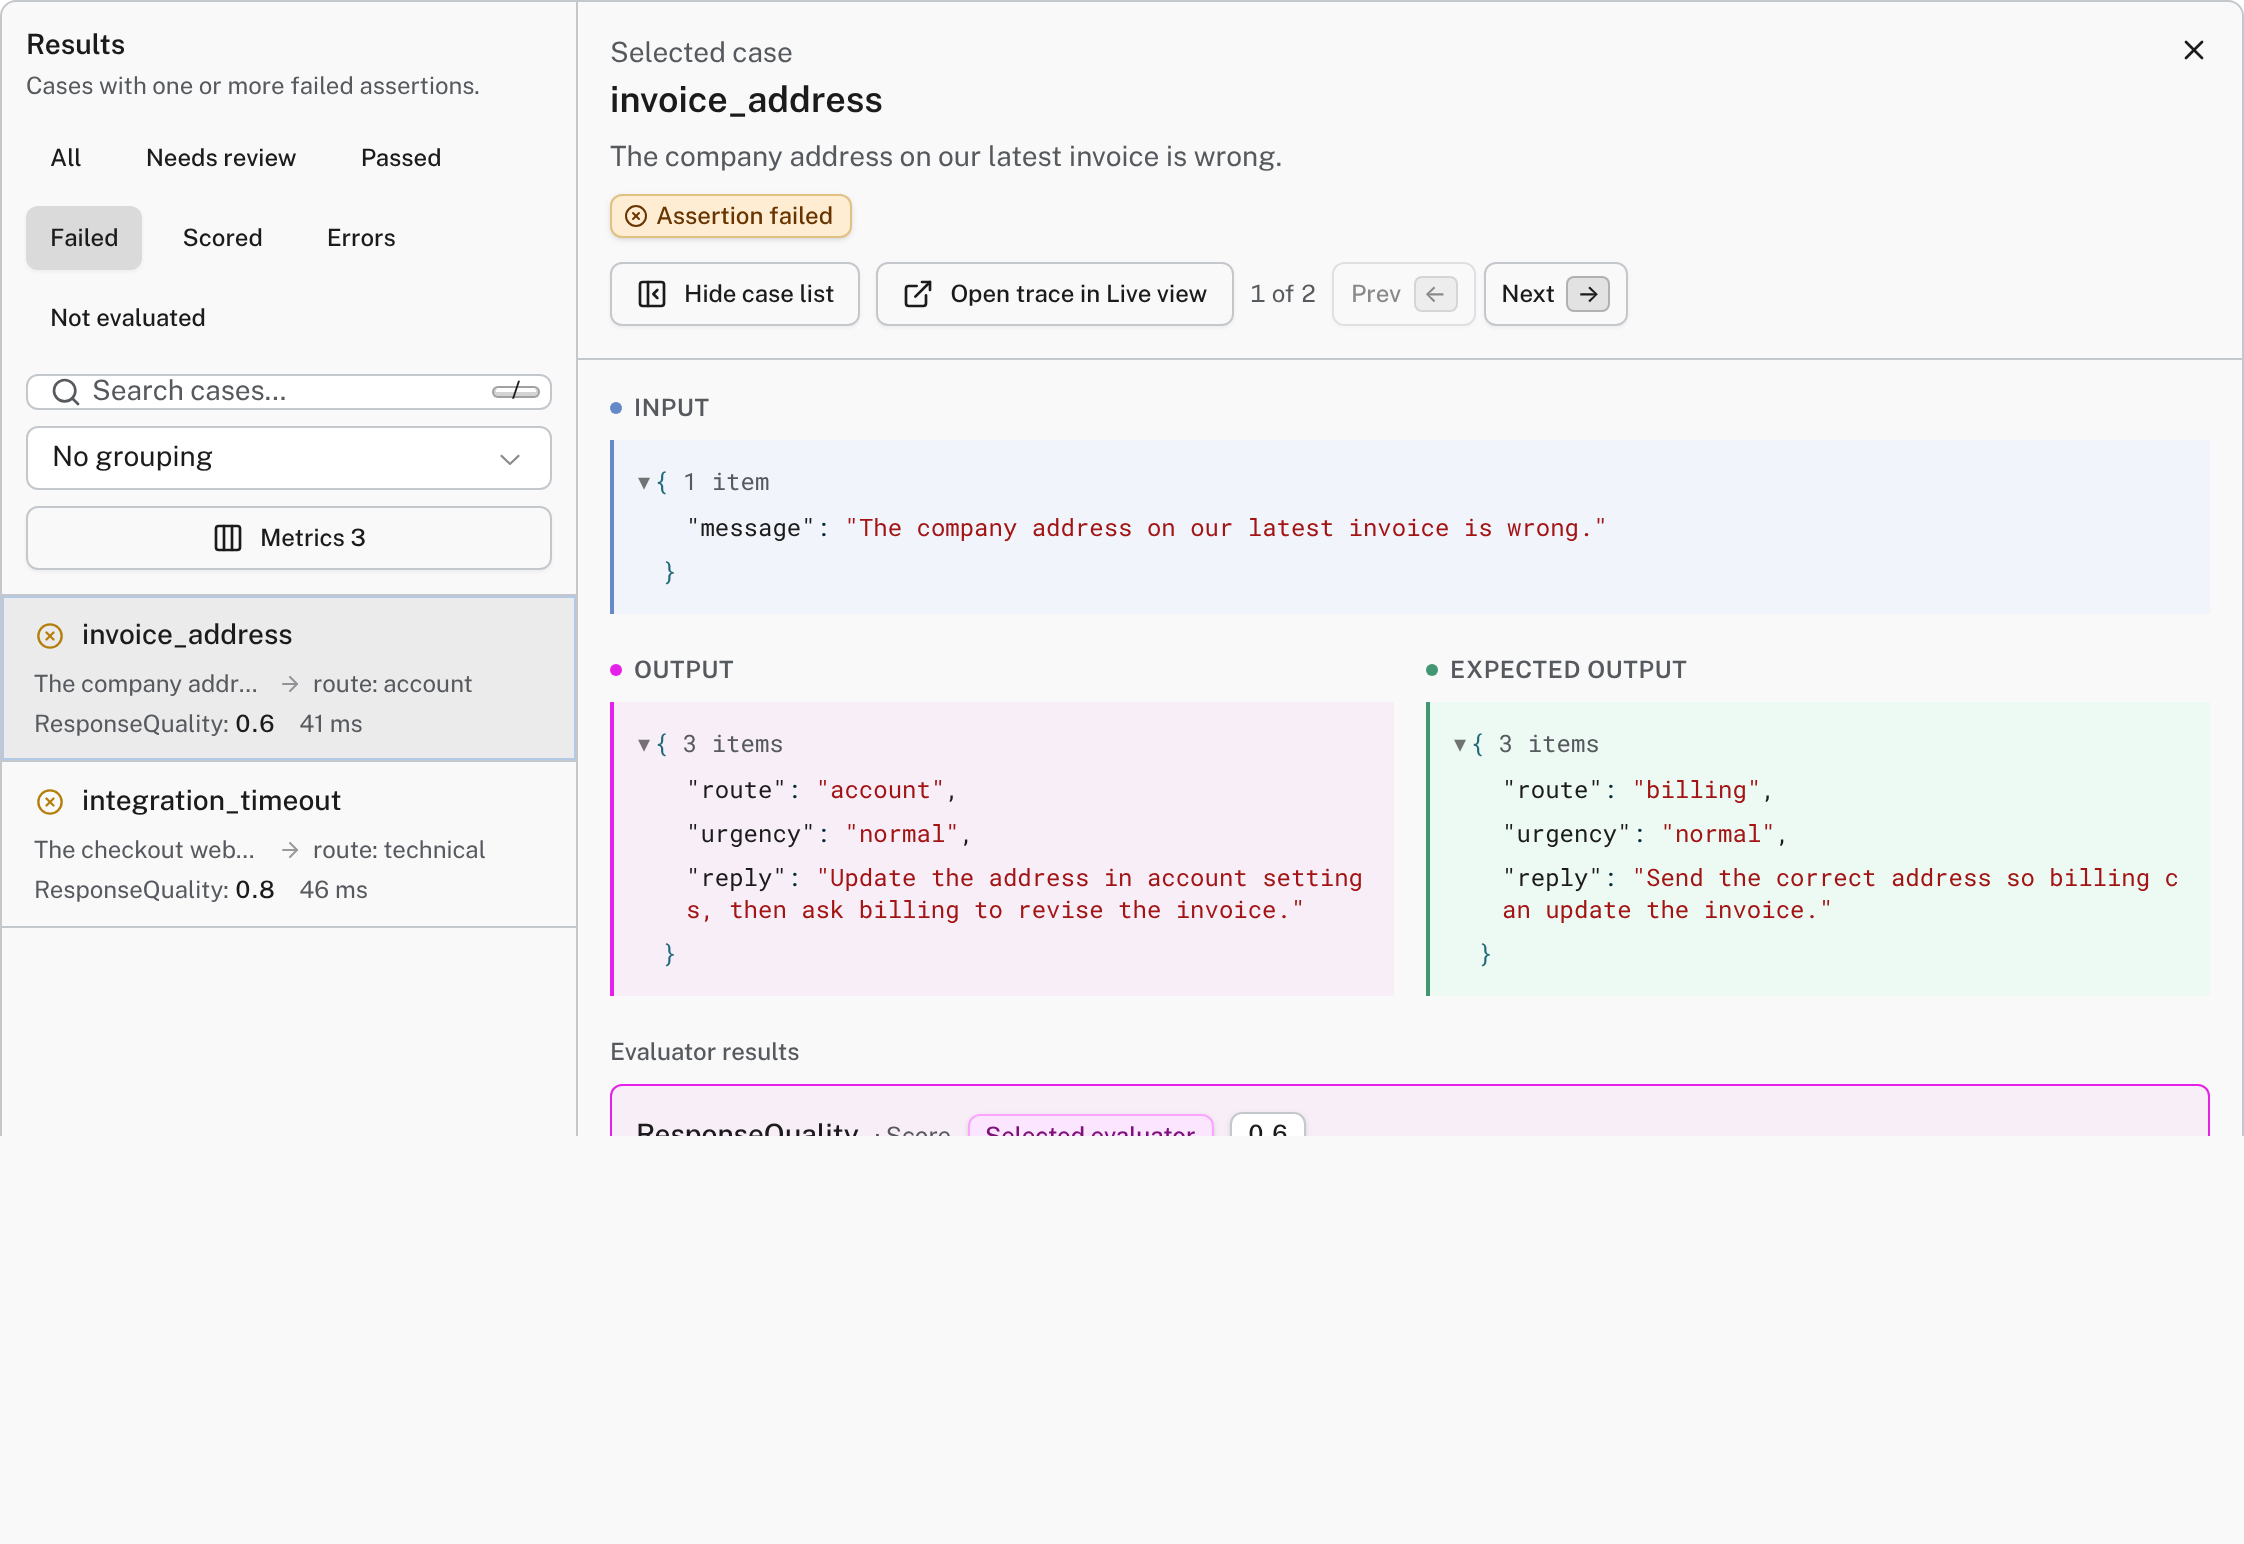 Results
Cases with one or more failed assertions.
All
Needs review
Passed
Failed
Scored
Errors
Not evaluated
Search cases...
/
No grouping
Metrics 3
invoice_address
The company addr... → route: account
ResponseQuality: 0.6 41 ms
integration_timeout
The checkout web... → route: technical
ResponseQuality: 0.8 46 ms
Selected case
invoice_address
The company address on our latest invoice is wrong.
Assertion failed
Hide case list
Open trace in Live view
1 of 2
Prev ←
Next →
INPUT
▼{ 1 item
"message": "The company address on our latest invoice is wrong."
}
OUTPUT
▼{ 3 items
"route": "account",
"urgency": "normal",
"reply": "Update the address in account setting
s, then ask billing to revise the invoice."
}
EXPECTED OUTPUT
▼{ 3 items
"route": "billing",
"urgency": "normal",
"reply": "Send the correct address so billing c
an update the invoice."
}
Evaluator results
ResponseQuality · Score Selected evaluator 0.6